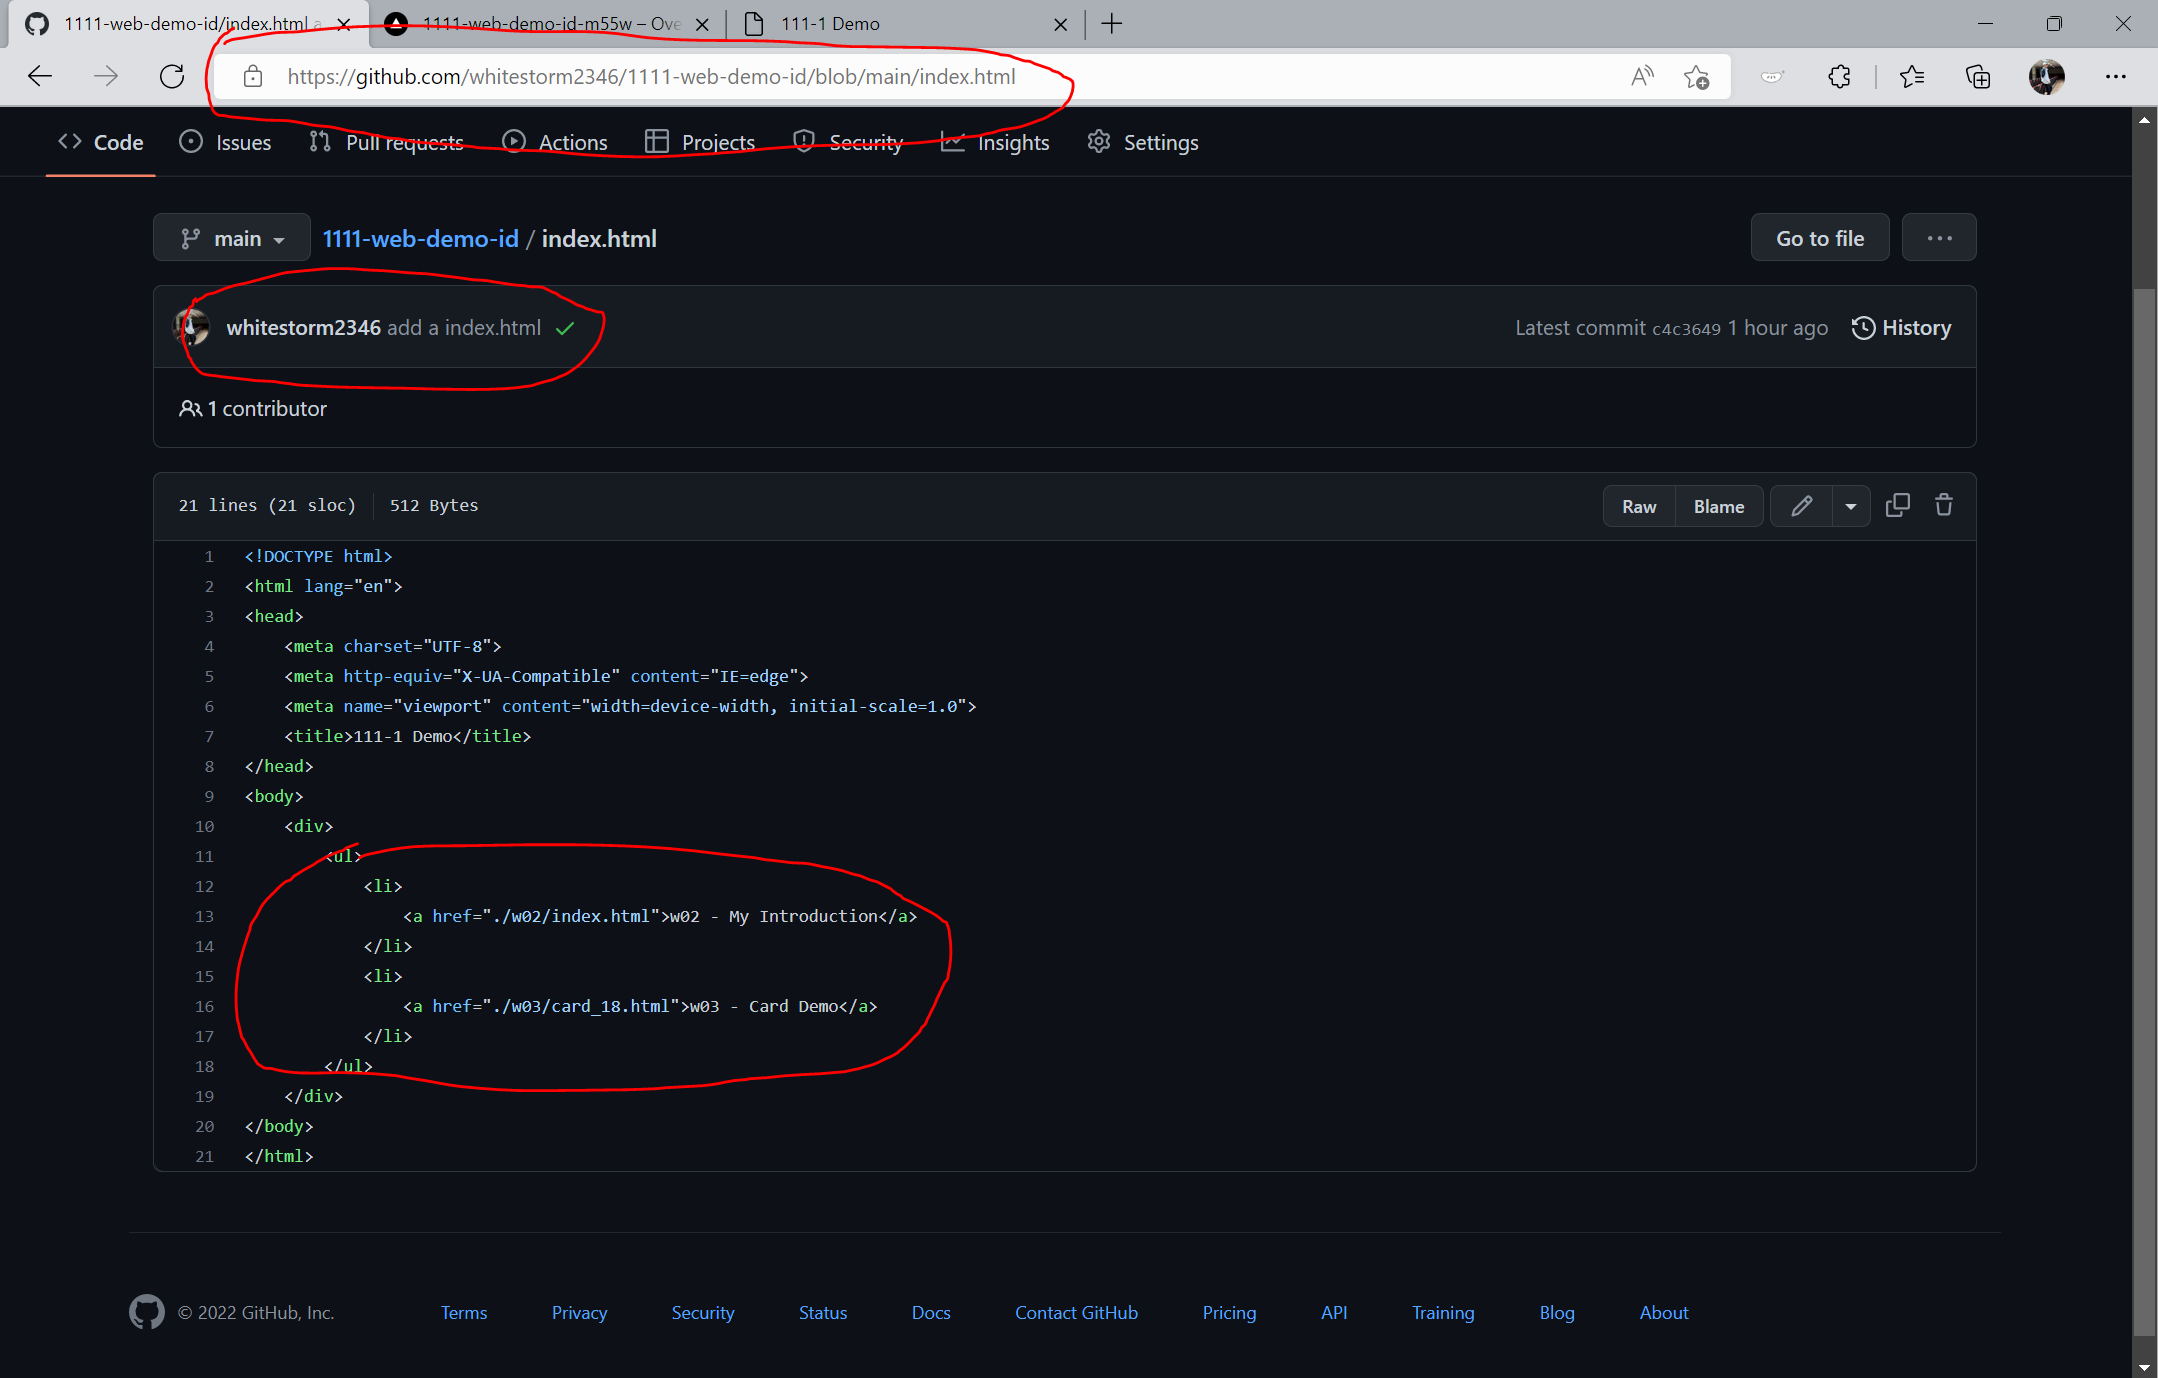 1111-web-demo-id/index.html a
1111-web-demo-id-m55w – Ove
111-1 Demo
https://github.com/whitestorm2346/1111-web-demo-id/blob/main/index.html
Code Issues Pull requests Actions Projects Security Insights Settings
main 1111-web-demo-id / index.html Go to file
whitestorm2346 add a index.html Latest commit c4c3649 1 hour ago History
1 contributor
21 lines (21 sloc) 512 Bytes Raw Blame
1 <!DOCTYPE html>
2 <html lang="en">
3 <head>
4 <meta charset="UTF-8">
5 <meta http-equiv="X-UA-Compatible" content="IE=edge">
6 <meta name="viewport" content="width=device-width, initial-scale=1.0">
7 <title>111-1 Demo</title>
8 </head>
9 <body>
10 <div>
11 <ul>
12 <li>
13 <a href="./w02/index.html">w02 - My Introduction</a>
14 </li>
15 <li>
16 <a href="./w03/card_18.html">w03 - Card Demo</a>
17 </li>
18 </ul>
19 </div>
20 </body>
21 </html>
© 2022 GitHub, Inc. Terms Privacy Security Status Docs Contact GitHub Pricing API Training Blog About